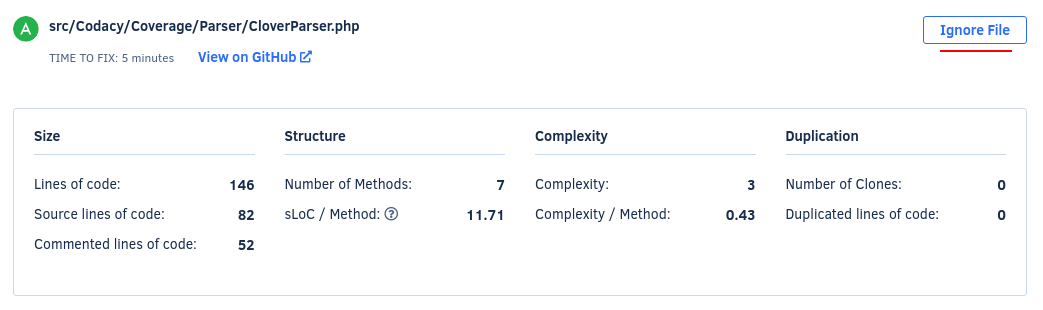 A src/Codacy/Coverage/Parser/CloverParser.php
Ignore File
TIME TO FIX: 5 minutes View on GitHub
Size Structure Complexity Duplication
Lines of code: 146 Number of Methods: 7 Complexity: 3 Number of Clones: 0
Source lines of code: 82 sLoC / Method: ? 11.71 Complexity / Method: 0.43 Duplicated lines of code: 0
Commented lines of code: 52